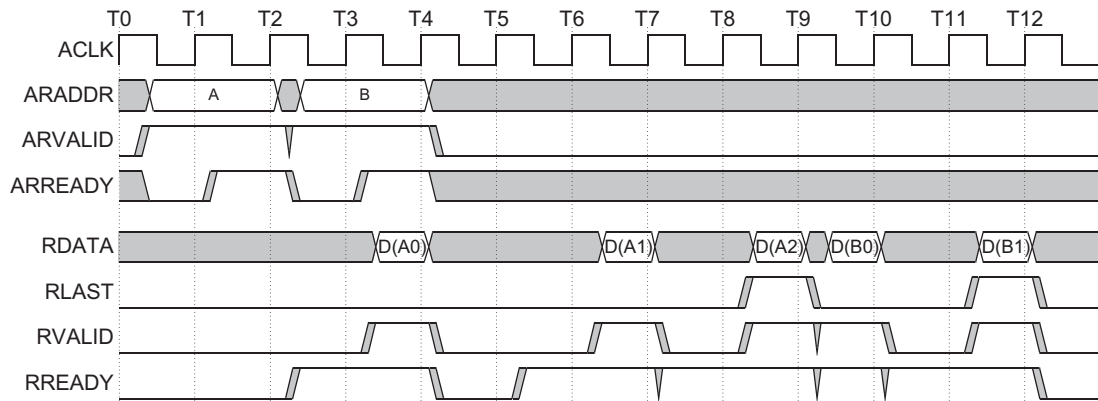 T0 T1 T2 T3 T4 T5 T6 T7 T8 T9 T10 T11 T12
ACLK
ARADDR A B
ARVALID
ARREADY
RDATA D(A0) D(A1) D(A2) D(B0) D(B1)
RLAST
RVALID
RREADY